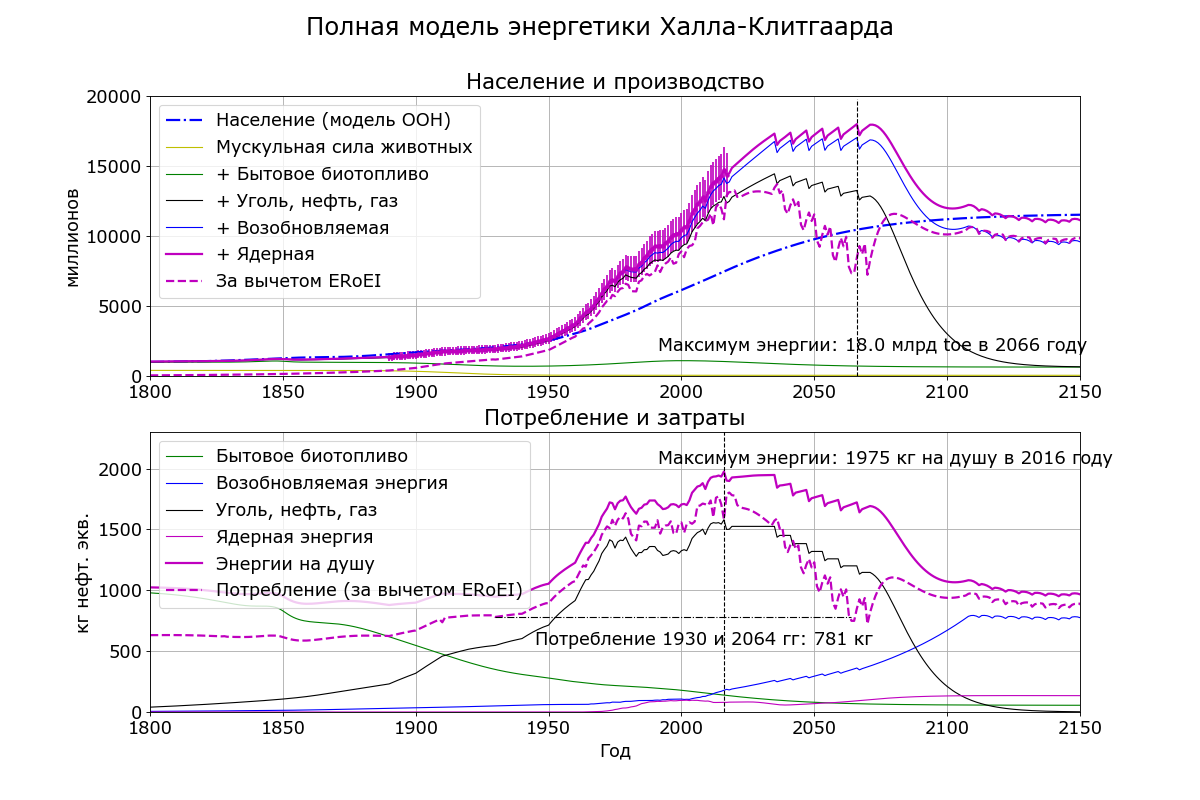 Полная модель энергетики Халла-Клитгаарда
Население и производство
20000
15000
10000
5000
0
миллионов
Население (модель ООН)
Мускульная сила животных
+ Бытовое биотопливо
+ Уголь, нефть, газ
+ Возобновляемая
+ Ядерная
За вычетом ERoEI
Максимум энергии: 18.0 млрд toe в 2066 году
1800 1850 1900 1950 2000 2050 2100 2150
Потребление и затраты
2000
1500
1000
500
0
кг нефт. экв.
Бытовое биотопливо
Возобновляемая энергия
Уголь, нефть, газ
Ядерная энергия
Энергии на душу
Потребление (за вычетом ERoEI)
Максимум энергии: 1975 кг на душу в 2016 году
Потребление 1930 и 2064 гг: 781 кг
1800 1850 1900 1950 2000 2050 2100 2150
Год